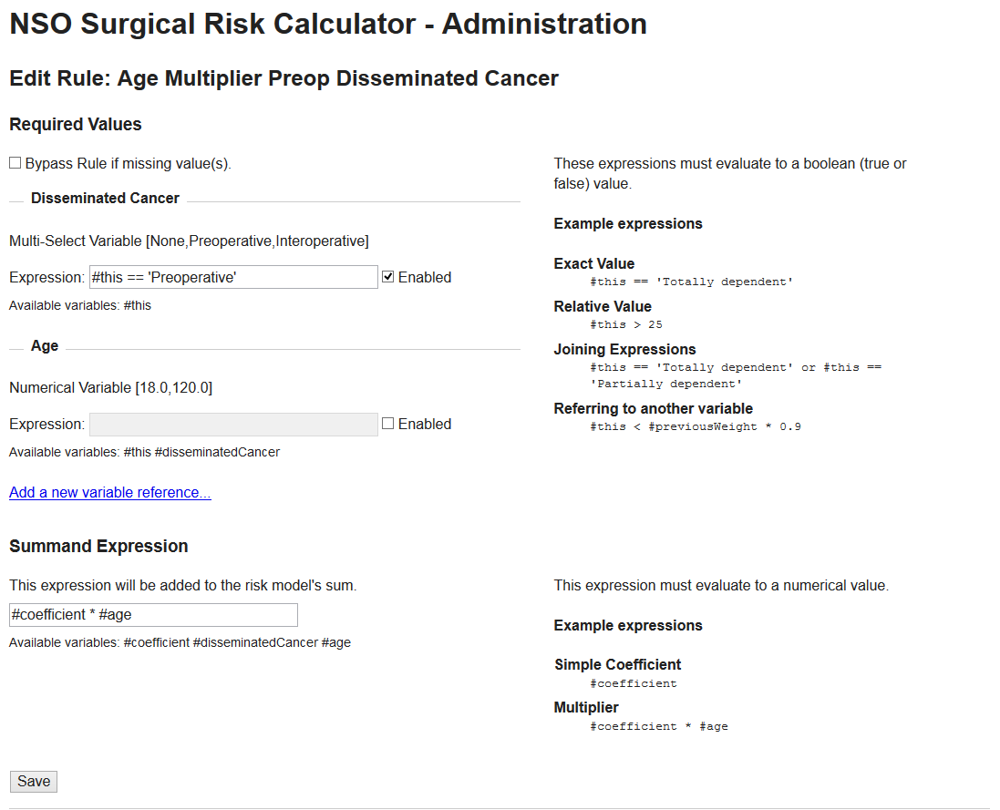 NSO Surgical Risk Calculator - Administration
Edit Rule: Age Multiplier Preop Disseminated Cancer
Required Values
Bypass Rule if missing value(s).
Disseminated Cancer
Multi-Select Variable [None,Preoperative,Interoperative]
Expression: #this == 'Preoperative' Enabled
Available variables: #this
Age
Numerical Variable [18.0,120.0]
Expression: Enabled
Available variables: #this #disseminatedCancer
Add a new variable reference...
These expressions must evaluate to a boolean (true or
false) value.
Example expressions
Exact Value
#this == 'Totally dependent'
Relative Value
#this > 25
Joining Expressions
#this == 'Totally dependent' or #this ==
'Partially dependent'
Referring to another variable
#this < #previousWeight * 0.9
Summand Expression
This expression will be added to the risk model's sum.
#coefficient * #age
Available variables: #coefficient #disseminatedCancer #age
This expression must evaluate to a numerical value.
Example expressions
Simple Coefficient
#coefficient
Multiplier
#coefficient * #age
Save